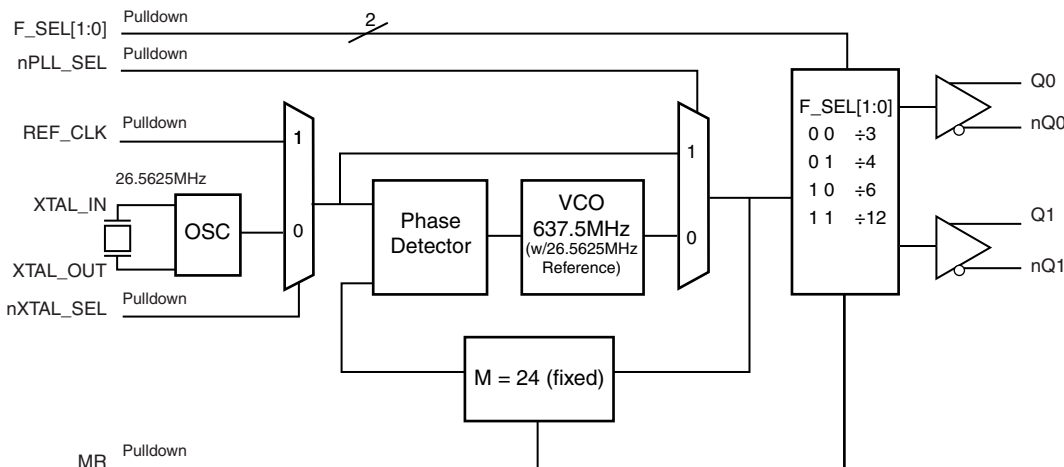 F_SEL[1:0] Pulldown 2
nPLL_SEL Pulldown
REF_CLK Pulldown
26.5625MHz
XTAL_IN
OSC
XTAL_OUT
nXTAL_SEL Pulldown
1
0
Phase
Detector
VCO
637.5MHz
(w/26.5625MHz
Reference)
1
0
M = 24 (fixed)
F_SEL[1:0]
0 0 ÷3
0 1 ÷4
1 0 ÷6
1 1 ÷12
Q0
nQ0
Q1
nQ1
MR Pulldown